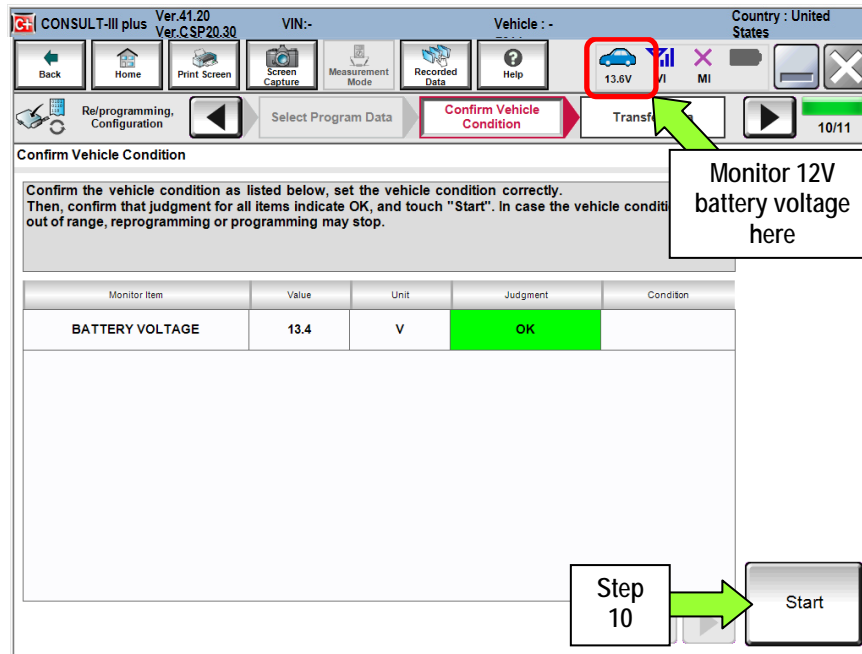 CONSULT-III plus Ver.41.20 VIN:- Vehicle : - Country : United
Ver.CSP20.30 States
Back Home Print Screen Screen Capture Measurement Mode Recorded Data Help 13.6V VI MI
Re/programming, Configuration Select Program Data Confirm Vehicle Condition 10/11
Confirm Vehicle Condition
Monitor 12V
battery voltage
here
Confirm the vehicle condition as listed below, set the vehicle condition correctly.
Then, confirm that judgment for all items indicate OK, and touch "Start". In case the vehicle
out of range, reprogramming or programming may stop.
Monitor Item Value Unit Judgment Condition
BATTERY VOLTAGE 13.4 V OK
Step
10
Start